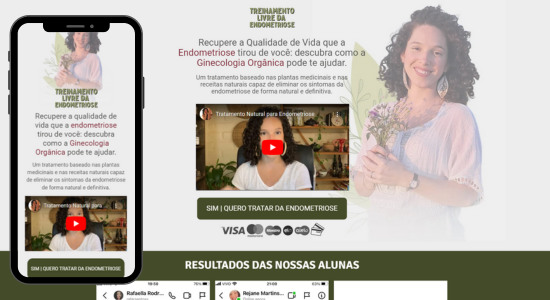 TREINAMENTO
LIVRE DA
ENDOMETRIOSE
Recupere a Qualidade de Vida que a
Endometriose tirou de você: descubra como a
Ginecologia Orgânica pode te ajudar.
Um tratamento baseado nas plantas medicinais e nas
receitas naturais capaz de eliminar os sintomas da
endometriose de forma natural e definitiva.
Tratamento Natural para Endometriose
SIM | QUERO TRATAR DA ENDOMETRIOSE
VISA
TREINAMENTO
LIVRE DA
ENDOMETRIOSE
Recupere a qualidade de
vida que a endometriose
tirou de você: descubra
como a Ginecologia
Orgânica pode te ajudar.
Um tratamento baseado nas plantas
medicinais e nas receitas naturais capaz
de eliminar os sintomas da endometriose
de forma natural e definitiva.
Tratamento Natural para
SIM | QUERO TRATAR DA ENDOMETRIOSE
RESULTADOS DAS NOSSAS ALUNAS
Rafaella Rodr...
Rejane Martins...